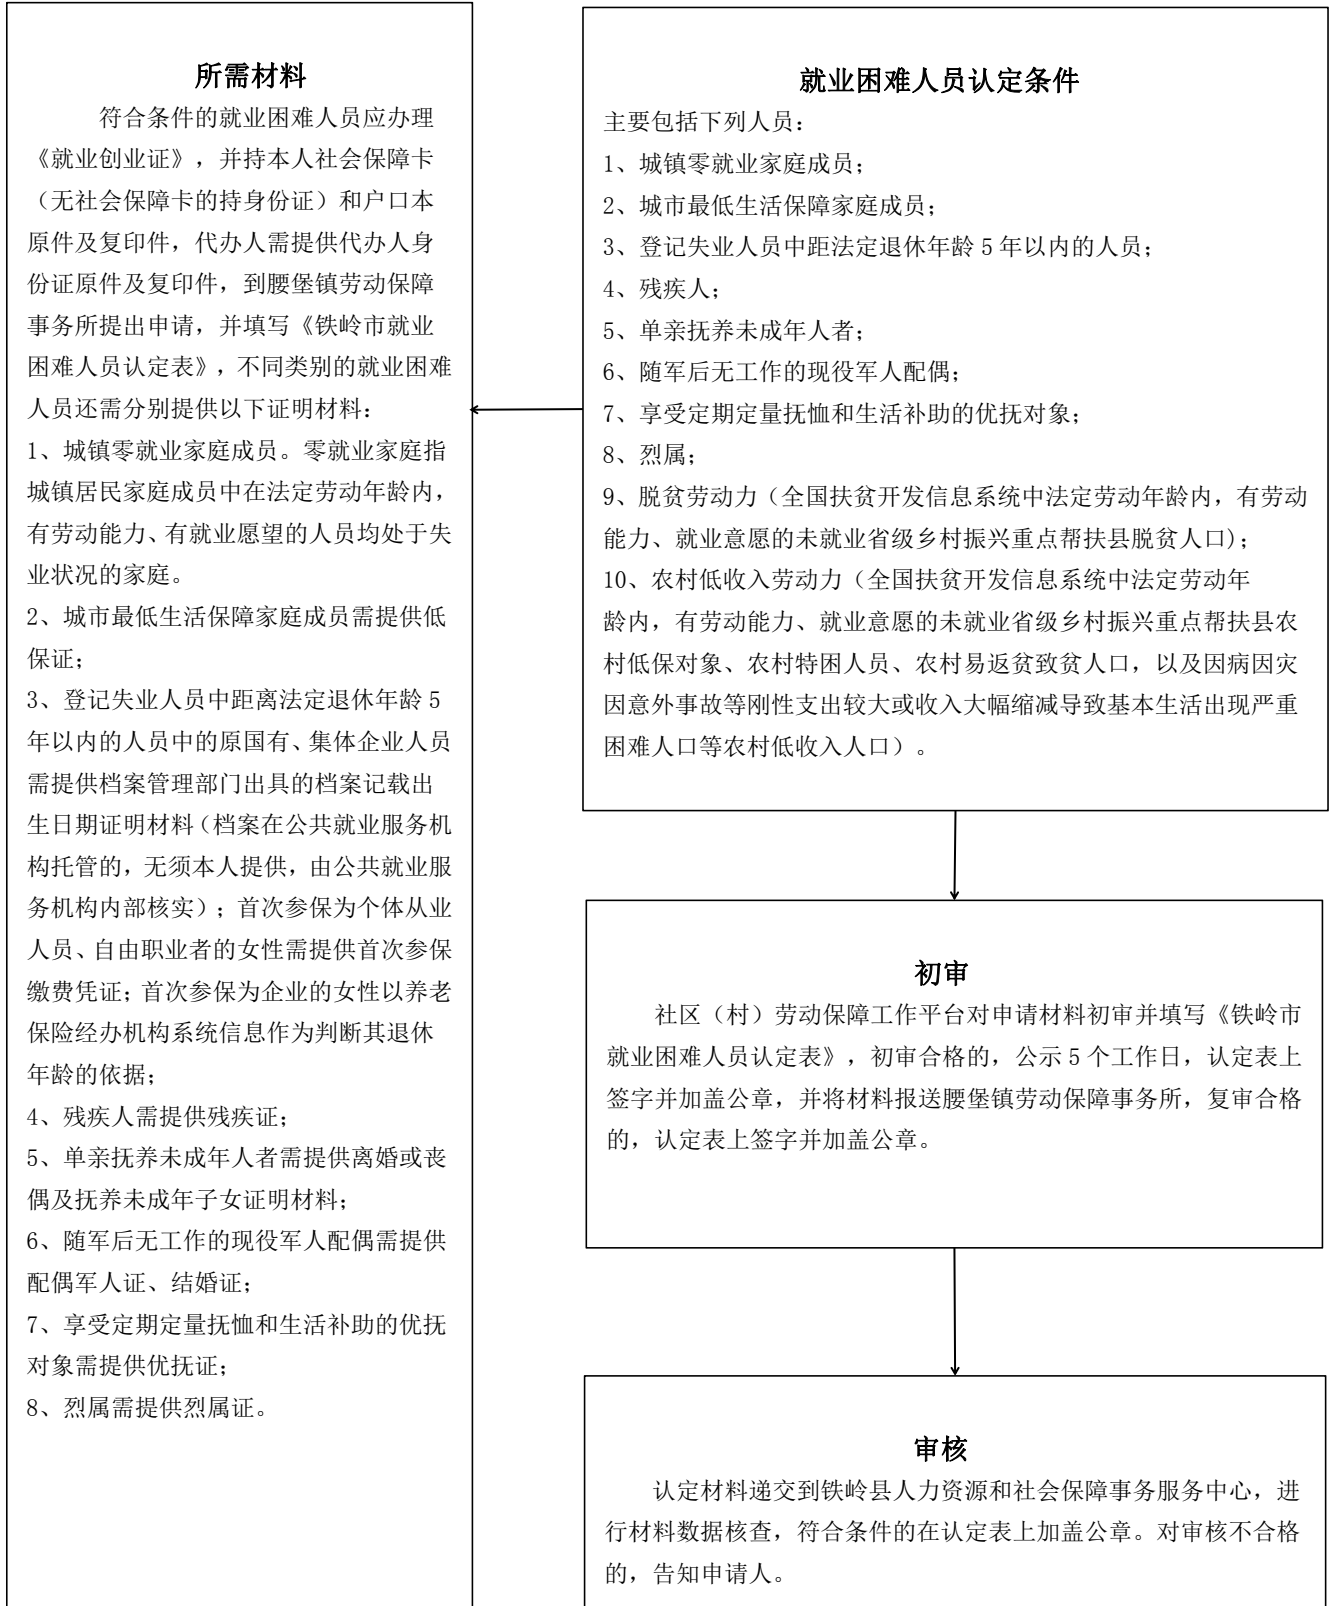 所需材料
符合条件的就业困难人员应办理
《就业创业证》，并持本人社会保障卡
（无社会保障卡的持身份证）和户口本
原件及复印件，代办人需提供代办人身
份证原件及复印件，到腰堡镇劳动保障
事务所提出申请，并填写《铁岭市就业
困难人员认定表》，不同类别的就业困难
人员还需分别提供以下证明材料：
1、城镇零就业家庭成员。零就业家庭指
城镇居民家庭成员中在法定劳动年龄内，
有劳动能力、有就业愿望的人员均处于失
业状况的家庭。
2、城市最低生活保障家庭成员需提供低
保证；
3、登记失业人员中距离法定退休年龄 5
年以内的人员中的原国有、集体企业人员
需提供档案管理部门出具的档案记载出
生日期证明材料（档案在公共就业服务机
构托管的，无须本人提供，由公共就业服
务机构内部核实）；首次参保为个体从业
人员、自由职业者的女性需提供首次参保
缴费凭证；首次参保为企业的女性以养老
保险经办机构系统信息作为判断其退休
年龄的依据；
4、残疾人需提供残疾证；
5、单亲抚养未成年人者需提供离婚或丧
偶及抚养未成年子女证明材料；
6、随军后无工作的现役军人配偶需提供
配偶军人证、结婚证；
7、享受定期定量抚恤和生活补助的优抚
对象需提供优抚证；
8、烈属需提供烈属证。
就业困难人员认定条件
主要包括下列人员：
1、城镇零就业家庭成员；
2、城市最低生活保障家庭成员；
3、登记失业人员中距法定退休年龄 5 年以内的人员；
4、残疾人；
5、单亲抚养未成年人者；
6、随军后无工作的现役军人配偶；
7、享受定期定量抚恤和生活补助的优抚对象；
8、烈属；
9、脱贫劳动力（全国扶贫开发信息系统中法定劳动年龄内，有劳动
能力、就业意愿的未就业省级乡村振兴重点帮扶县脱贫人口)；
10、农村低收入劳动力（全国扶贫开发信息系统中法定劳动年
龄内，有劳动能力、就业意愿的未就业省级乡村振兴重点帮扶县农
村低保对象、农村特困人员、农村易返贫致贫人口，以及因病因灾
因意外事故等刚性支出较大或收入大幅缩减导致基本生活出现严重
困难人口等农村低收入人口）。
初审
社区（村）劳动保障工作平台对申请材料初审并填写《铁岭市
就业困难人员认定表》，初审合格的，公示 5 个工作日，认定表上
签字并加盖公章，并将材料报送腰堡镇劳动保障事务所，复审合格
的，认定表上签字并加盖公章。
审核
认定材料递交到铁岭县人力资源和社会保障事务服务中心，进
行材料数据核查，符合条件的在认定表上加盖公章。对审核不合格
的，告知申请人。